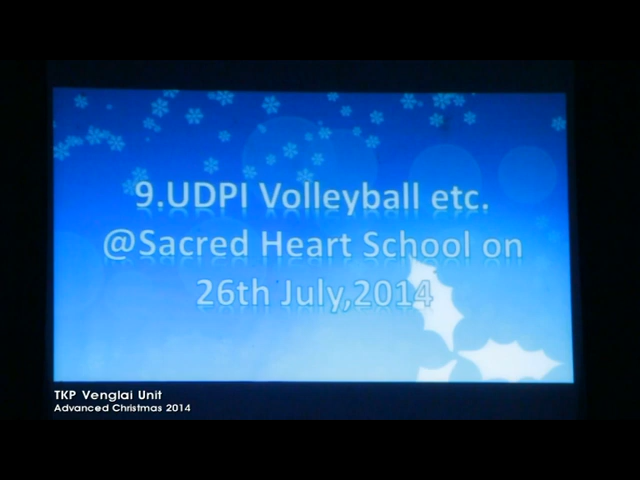 9.UDPI Volleyball etc.
@Sacred Heart School on
26th July,2014
TKP Venglai Unit
Advanced Christmas 2014